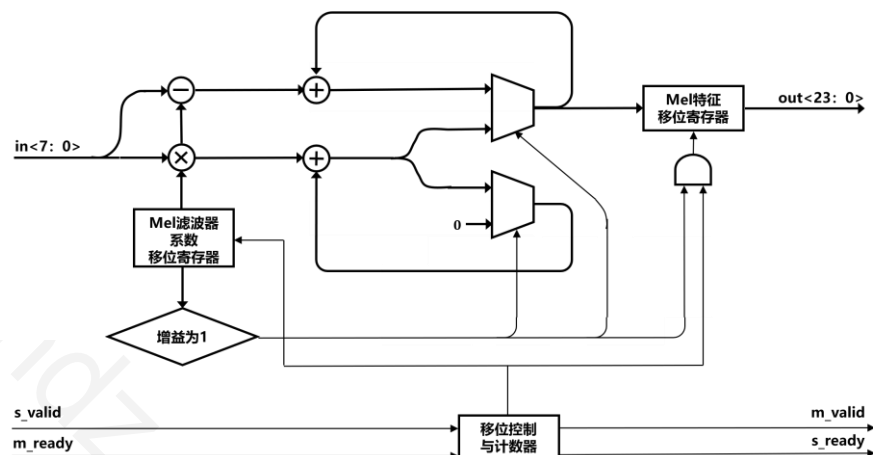 Mel特征
移位寄存器
out<23：0>
in<7：0>
Mel滤波器
系数
移位寄存器
0
增益为1
s_valid
m_ready
移位控制
与计数器
m_valid
s_ready